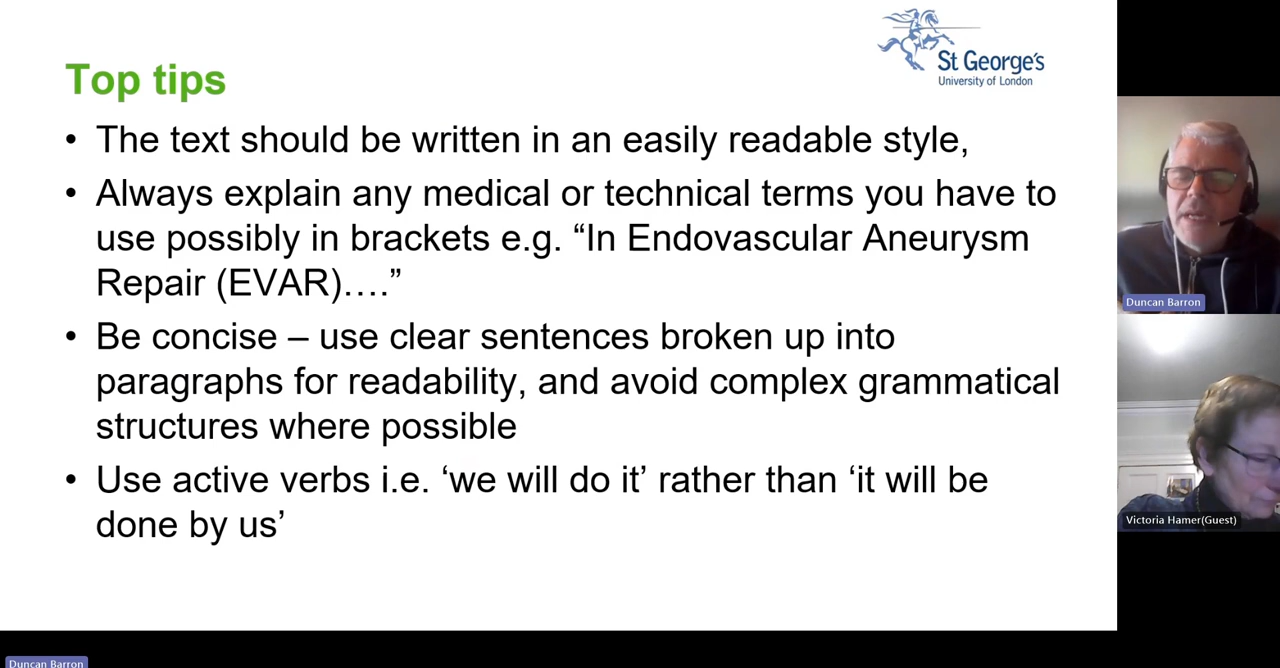 St George's
University of London
Top tips
• The text should be written in an easily readable style,
• Always explain any medical or technical terms you have to
use possibly in brackets e.g. “In Endovascular Aneurysm
Repair (EVAR)….”
• Be concise – use clear sentences broken up into
paragraphs for readability, and avoid complex grammatical
structures where possible
• Use active verbs i.e. ‘we will do it’ rather than ‘it will be
done by us’
Duncan Barron
Victoria Hamer(Guest)
Duncan Barron